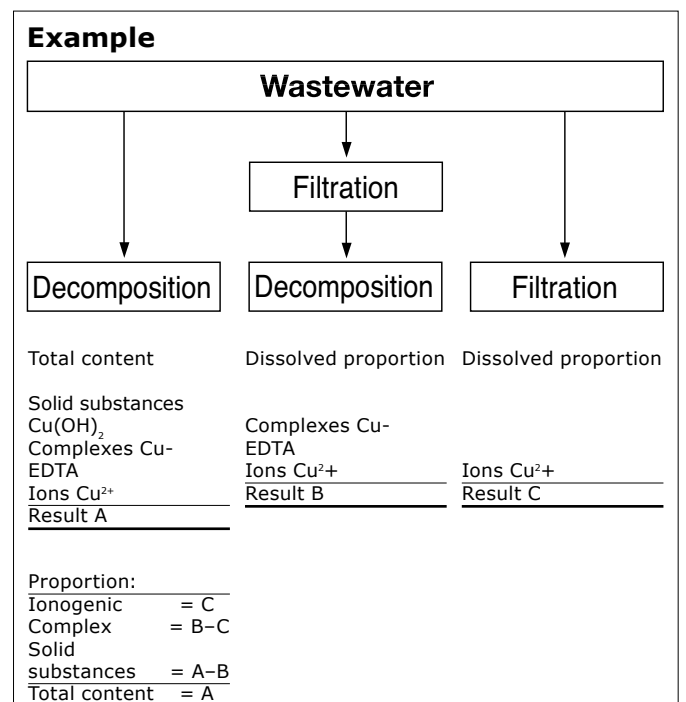 Example
Wastewater
Filtration
Decomposition
Decomposition
Filtration
Total content
Solid substances
Cu(OH)₂
Complexes Cu-
EDTA
Ions Cu²⁺
Result A
Dissolved proportion
Complexes Cu-
EDTA
Ions Cu²+
Result B
Dissolved proportion
Ions Cu²+
Result C
Proportion:
Ionogenic = C
Complex = B–C
Solid
substances = A–B
Total content = A